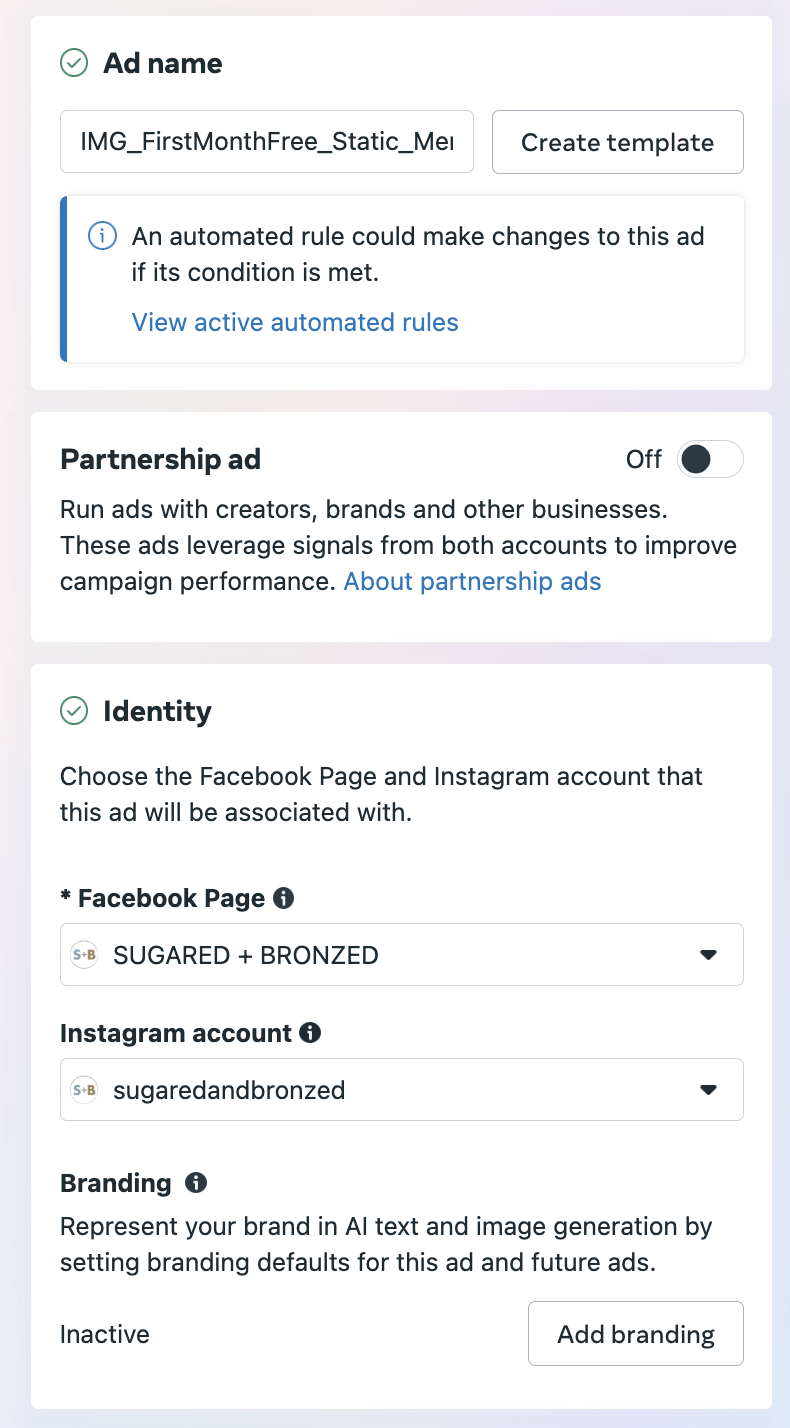 Ad name
IMG_FirstMonthFree_Static_Mer
Create template
An automated rule could make changes to this ad
if its condition is met.
View active automated rules
Partnership ad
Off
Run ads with creators, brands and other businesses.
These ads leverage signals from both accounts to improve
campaign performance. About partnership ads
Identity
Choose the Facebook Page and Instagram account that
this ad will be associated with.
* Facebook Page
S+B SUGARED + BRONZED
Instagram account
S+B sugaredandbronzed
Branding
Represent your brand in AI text and image generation by
setting branding defaults for this ad and future ads.
Inactive
Add branding